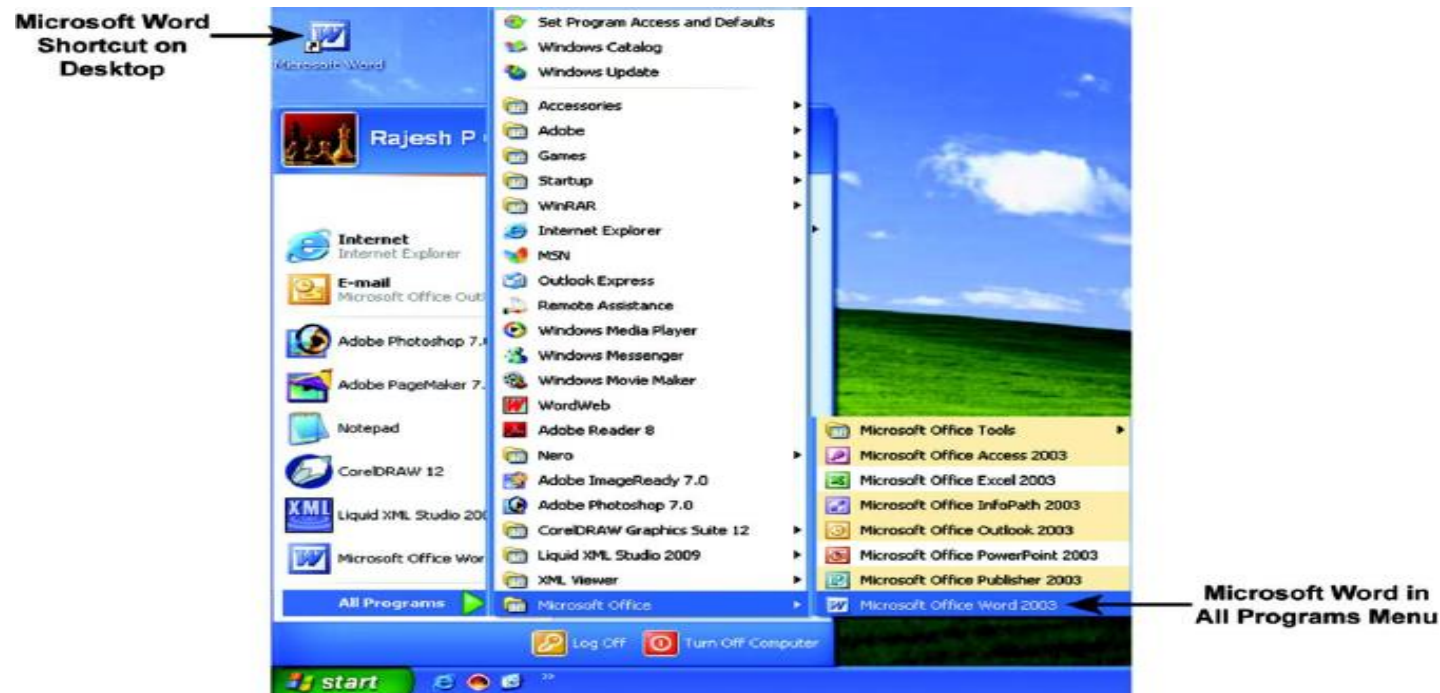 Microsoft Word
Shortcut on
Desktop
Microsoft Word
Rajesh P
Internet
Internet Explorer
E-mail
Microsoft Office Out
Adobe Photoshop 7.
Adobe PageMaker 7.
Notepad
CorelDRAW 12
Liquid XML Studio 200
Microsoft Office Wor
All Programs
Set Program Access and Defaults
Windows Catalog
Windows Update
Accessories
Adobe
Games
Startup
WinRAR
Internet Explorer
MSN
Outlook Express
Remote Assistance
Windows Media Player
Windows Messenger
Windows Movie Maker
WordWeb
Adobe Reader 8
Nero
Adobe ImageReady 7.0
Adobe Photoshop 7.0
CorelDRAW Graphics Suite 12
Liquid XML Studio 2009
XML Viewer
Microsoft Office
Microsoft Office Tools
Microsoft Office Access 2003
Microsoft Office Excel 2003
Microsoft Office InfoPath 2003
Microsoft Office Outlook 2003
Microsoft Office PowerPoint 2003
Microsoft Office Publisher 2003
Microsoft Office Word 2003
Microsoft Word in
All Programs Menu
Log Off
Turn Off Computer
start